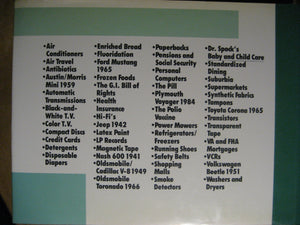 •Air
Conditioners
•Air Travel
•Antibiotics
•Austin/Morris
Mini 1959
•Automatic
Transmissions
•Black-and-
White T.V.
•Color T.V.
•Compact Discs
•Credit Cards
•Detergents
•Disposable
Diapers
•Enriched Bread
•Fluoridation
•Ford Mustang
1965
•Frozen Foods
•The G.I. Bill of
Rights
•Health
Insurance
•Hi-Fi's
•Jeep 1942
•Latex Paint
•LP Records
•Magnetic Tape
•Nash 600 1941
•Oldsmobile/
Cadillac V-8 1949
•Oldsmobile
Toronado 1966
•Paperbacks
•Pensions and
Social Security
•Personal
Computers
•The Pill
•Plymouth
Voyager 1984
•The Polio
Vaccine
•Power Mowers
•Refrigerators/
Freezers
•Running Shoes
•Safety Belts
•Shopping
Malls
•Smoke
Detectors
•Dr. Spock's
Baby and Child Care
•Standardized
Dining
•Suburbia
•Supermarkets
•Synthetic Fabrics
•Tampons
•Toyota Corona 1965
•Transistors
•Transparent
Tape
•VA and FHA
Mortgages
•VCRs
•Volkswagen
Beetle 1951
•Washers and
Dryers